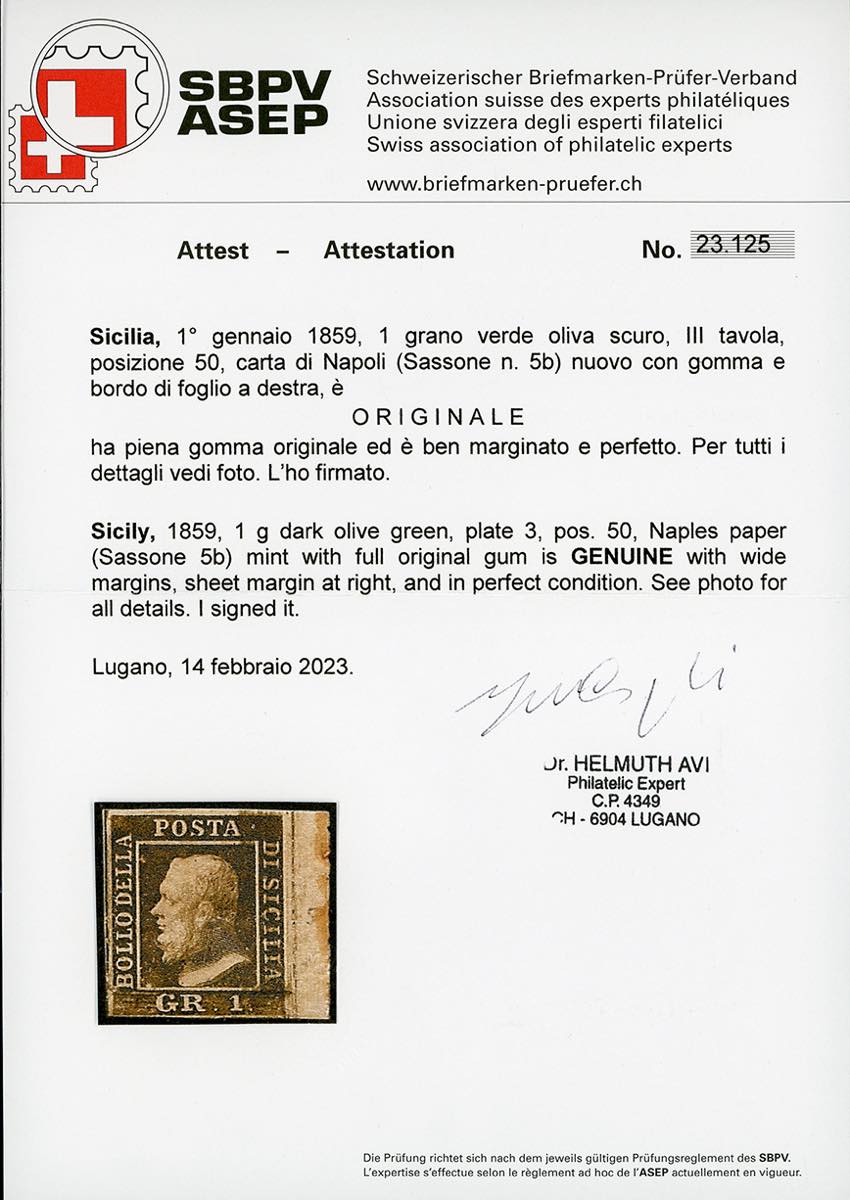 SBPV
ASEP
Schweizerischer Briefmarken-Prüfer-Verband
Association suisse des experts philatéliques
Unione svizzera degli esperti filatelici
Swiss association of philatelic experts
www.briefmarken-pruefer.ch
Attest – Attestation No. 23.125
Sicilia, 1° gennaio 1859, 1 grano verde oliva scuro, III tavola,
posizione 50, carta di Napoli (Sassone n. 5b) nuovo con gomma e
bordo di foglio a destra, è
ORIGINALE
ha piena gomma originale ed è ben marginato e perfetto. Per tutti i
dettagli vedi foto. L'ho firmato.
Sicily, 1859, 1 g dark olive green, plate 3, pos. 50, Naples paper
(Sassone 5b) mint with full original gum is GENUINE with wide
margins, sheet margin at right, and in perfect condition. See photo for
all details. I signed it.
Lugano, 14 febbraio 2023.
Dr. HELMUTH AVI
Philatelic Expert
C.P. 4349
CH - 6904 LUGANO
POSTA
BOLLO DELLA
DI SICILIA
GR. 1.
Die Prüfung richtet sich nach dem jeweils gültigen Prüfungsreglement des SBPV.
L'expertise s'effectue selon le règlement ad hoc de l'ASEP actuellement en vigueur.